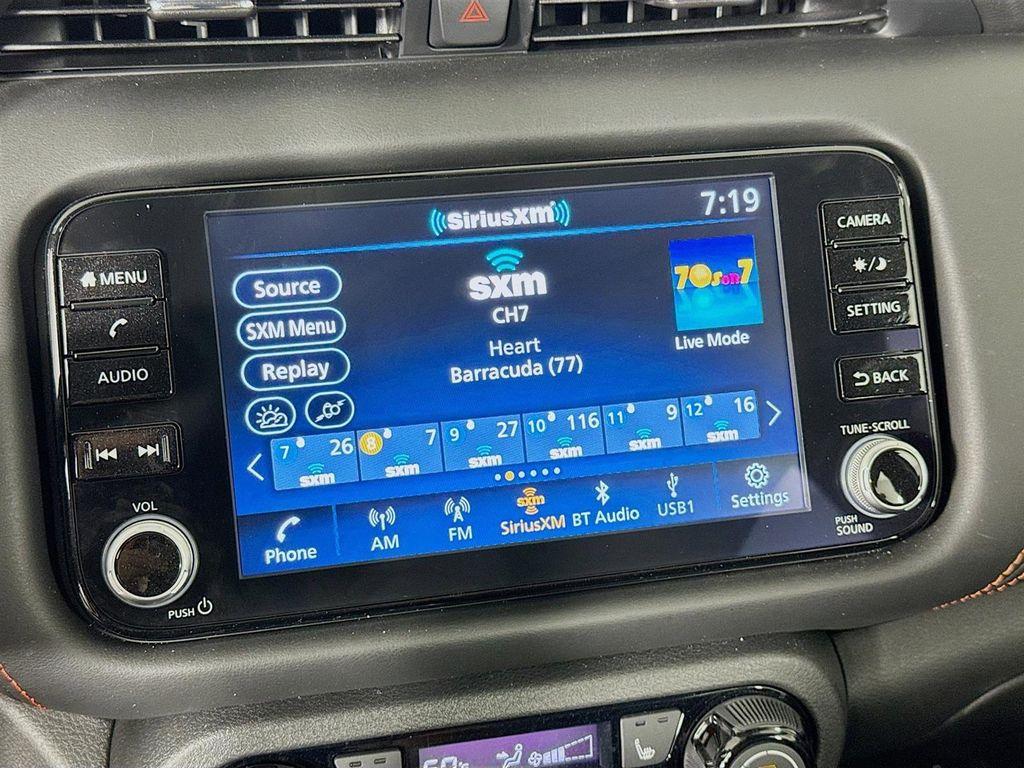 SiriusXM
7:19
MENU
AUDIO
VOL
PUSH
Source
SXM Menu
Replay
sxm
CH7
Heart
Barracuda (77)
70s on 7
Live Mode
7 26 sxm
8 7 sxm
9 27 sxm
10 116 sxm
11 9 sxm
12 16 sxm
Phone
AM
FM
sxm
SiriusXM
BT Audio
USB1
Settings
CAMERA
SETTING
BACK
TUNE-SCROLL
PUSH
SOUND